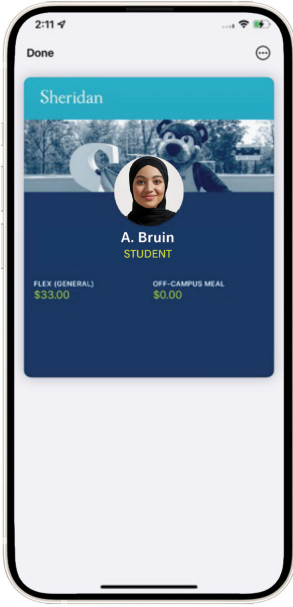 2:11
Done
Sheridan
A. Bruin
STUDENT
FLEX (GENERAL) OFF-CAMPUS MEAL
$33.00 $0.00